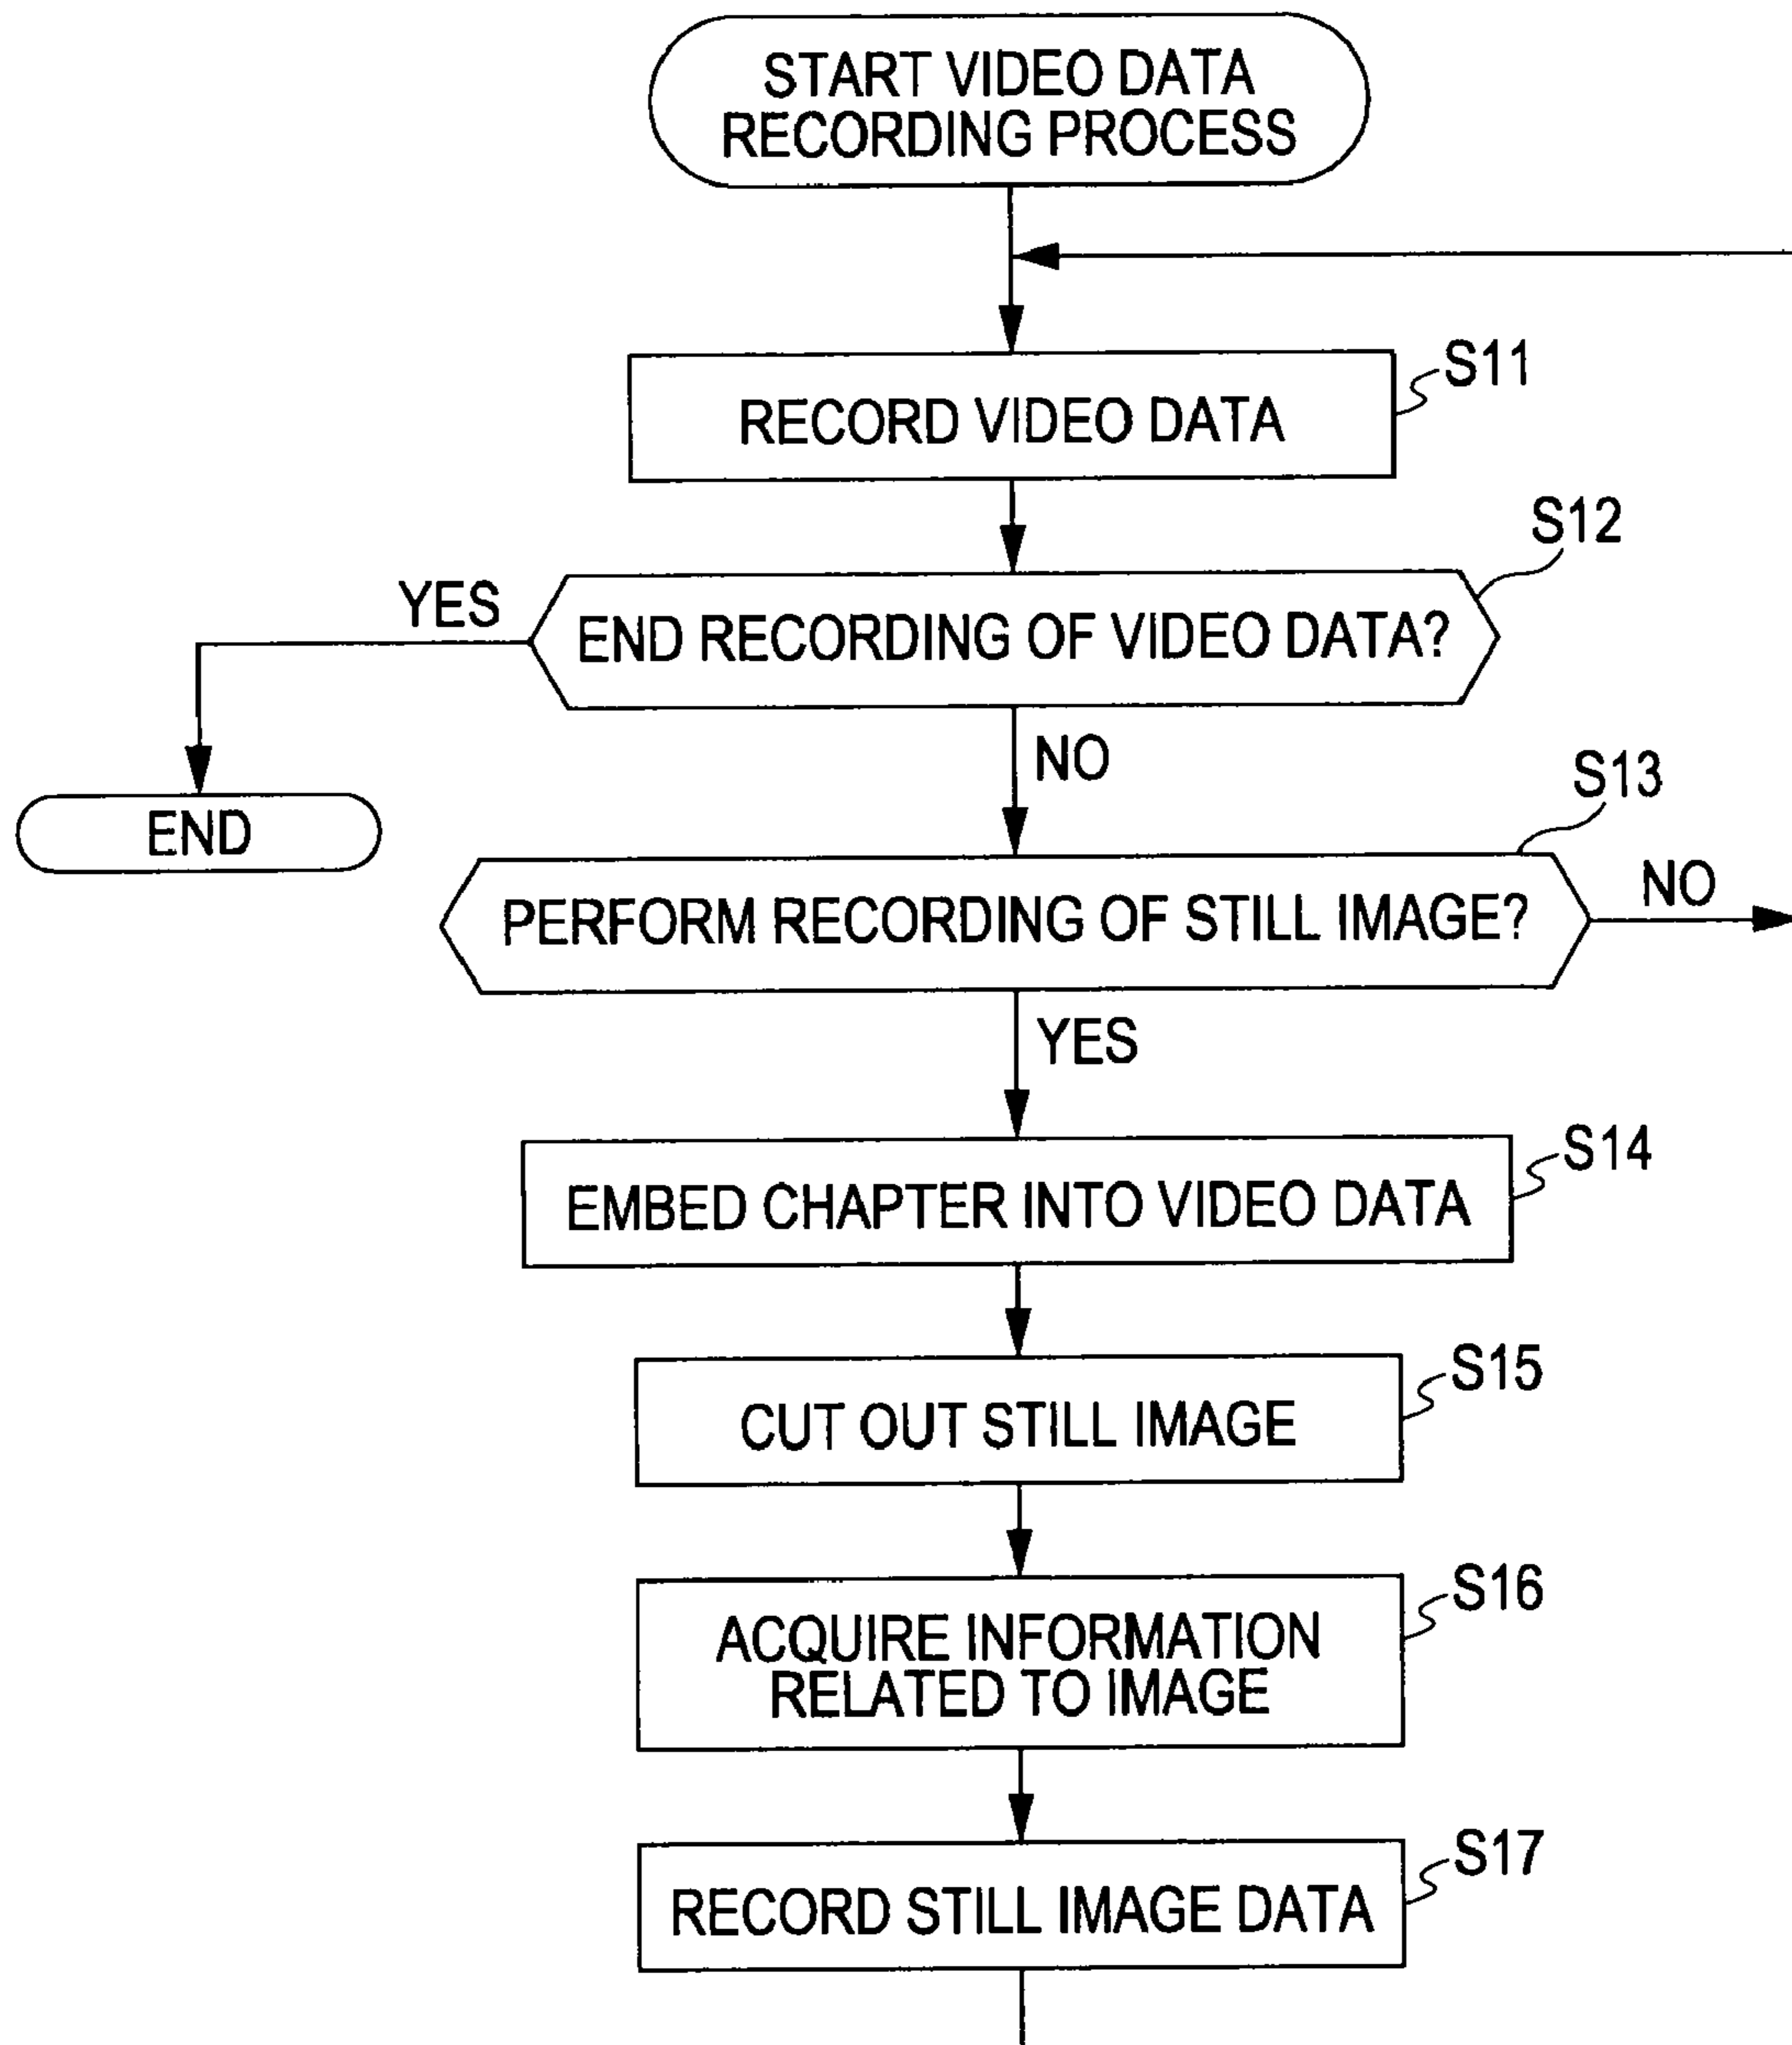 START VIDEO DATA
RECORDING PROCESS
S11
RECORD VIDEO DATA
S12
YES
END RECORDING OF VIDEO DATA?
NO
END
S13
NO
PERFORM RECORDING OF STILL IMAGE?
YES
S14
EMBED CHAPTER INTO VIDEO DATA
S15
CUT OUT STILL IMAGE
S16
ACQUIRE INFORMATION
RELATED TO IMAGE
S17
RECORD STILL IMAGE DATA